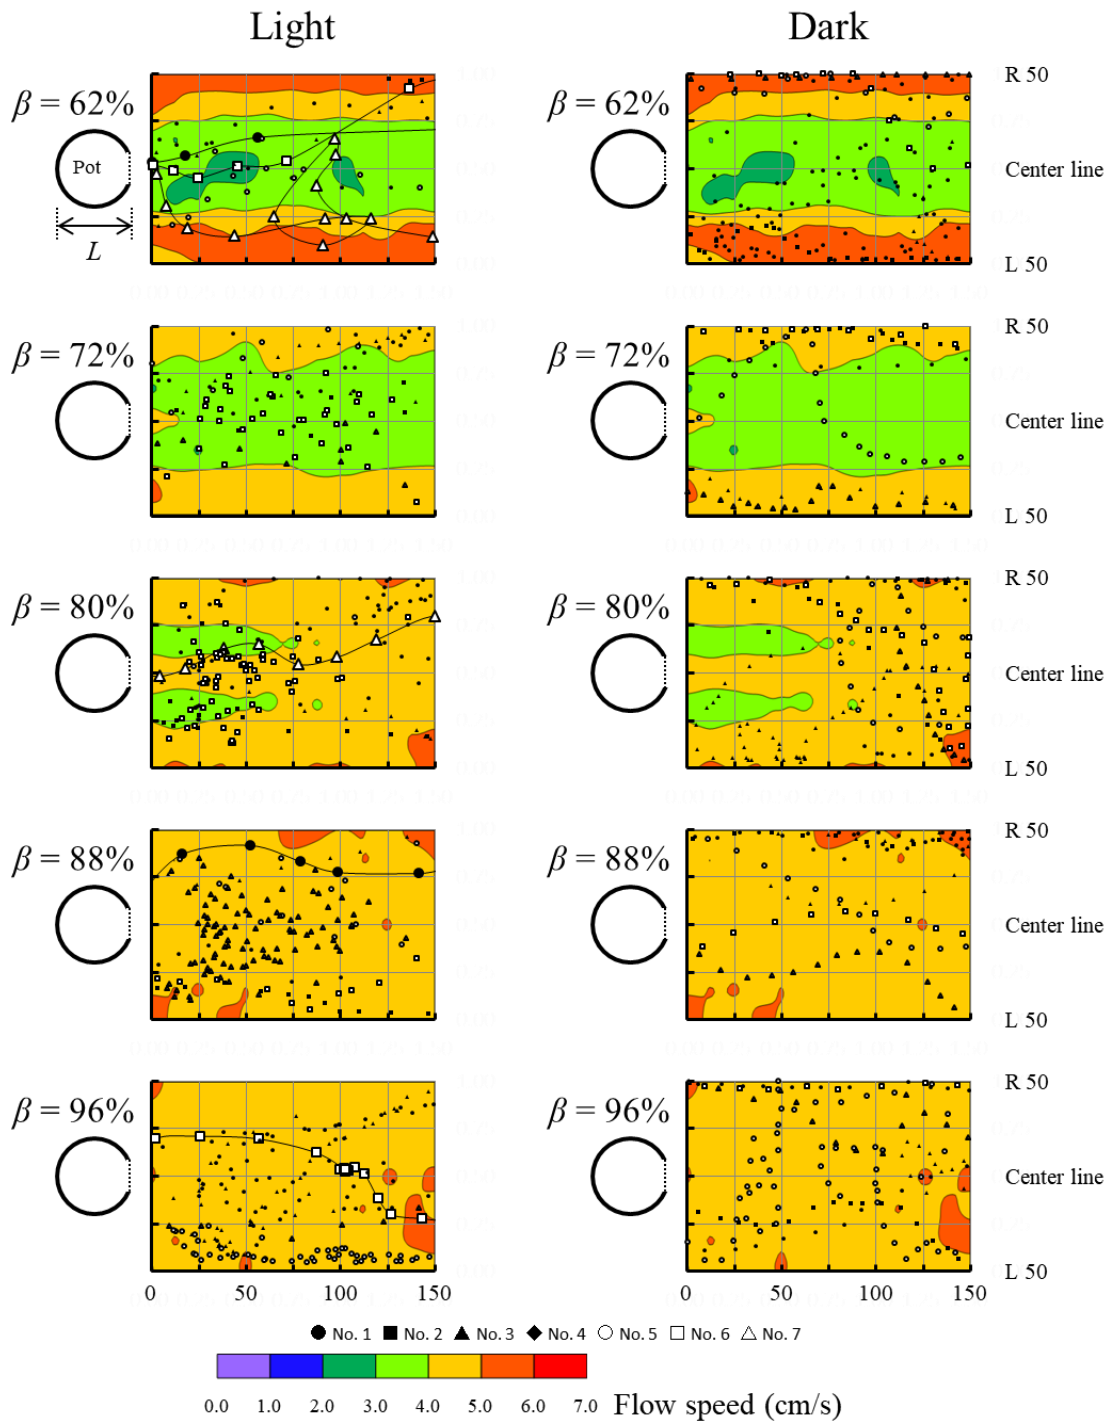 Light Dark
β = 62% β = 62% R 50
Pot Center line
L L 50
β = 72% β = 72% R 50
Center line
L 50
β = 80% β = 80% R 50
Center line
L 50
β = 88% β = 88% R 50
Center line
L 50
β = 96% β = 96% R 50
Center line
L 50
0 50 100 150 0 50 100 150
No. 1 No. 2 No. 3 No. 4 No. 5 No. 6 No. 7
0.0 1.0 2.0 3.0 4.0 5.0 6.0 7.0 Flow speed (cm/s)